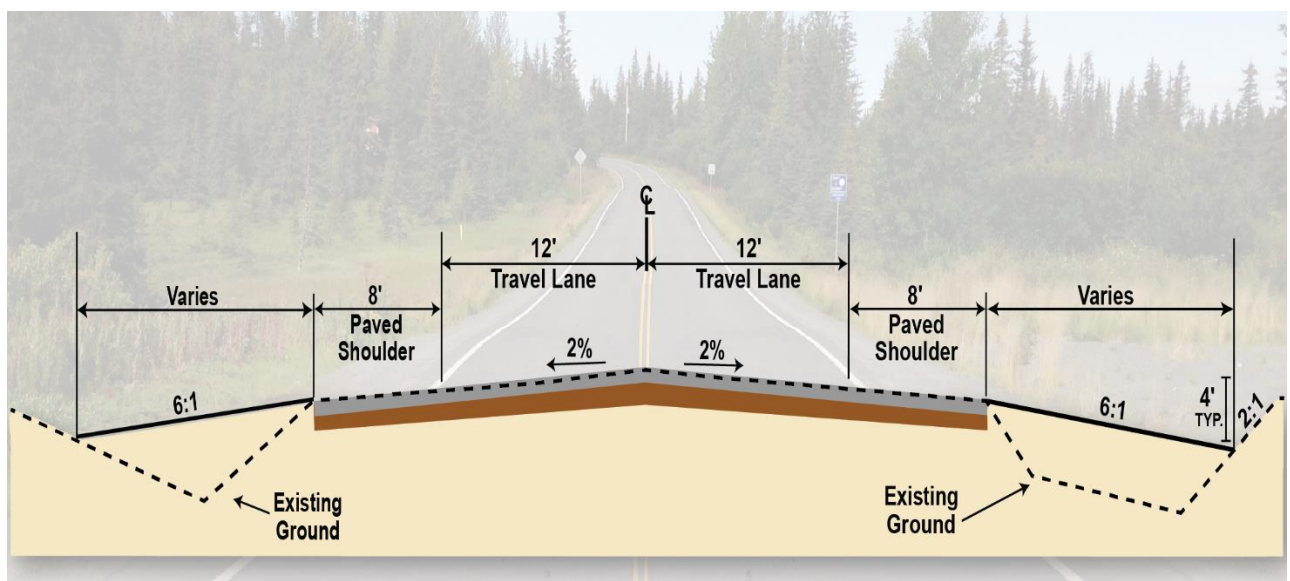 ℄
12'
Travel Lane
12'
Travel Lane
Varies
8'
Paved
Shoulder
8'
Paved
Shoulder
Varies
2%
2%
6:1
6:1
4'
TYP.
2:1
Existing
Ground
Existing
Ground